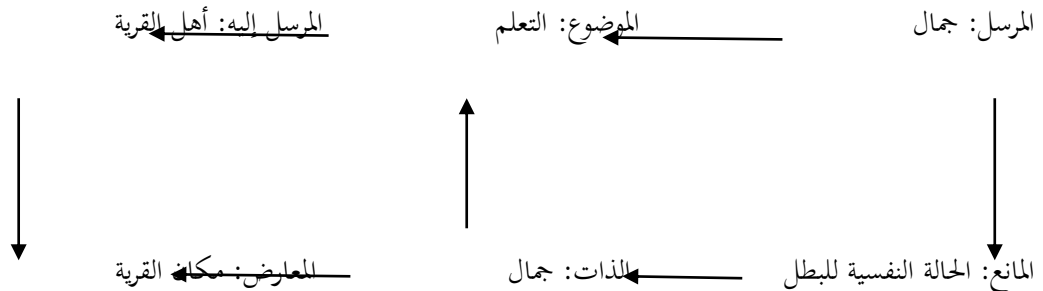 المرسل: جمال الموضوع: التعلم المرسل إليه: أهل القرية
المانع: الحالة النفسية للبطل الذات: جمال المعارض: مكان القرية